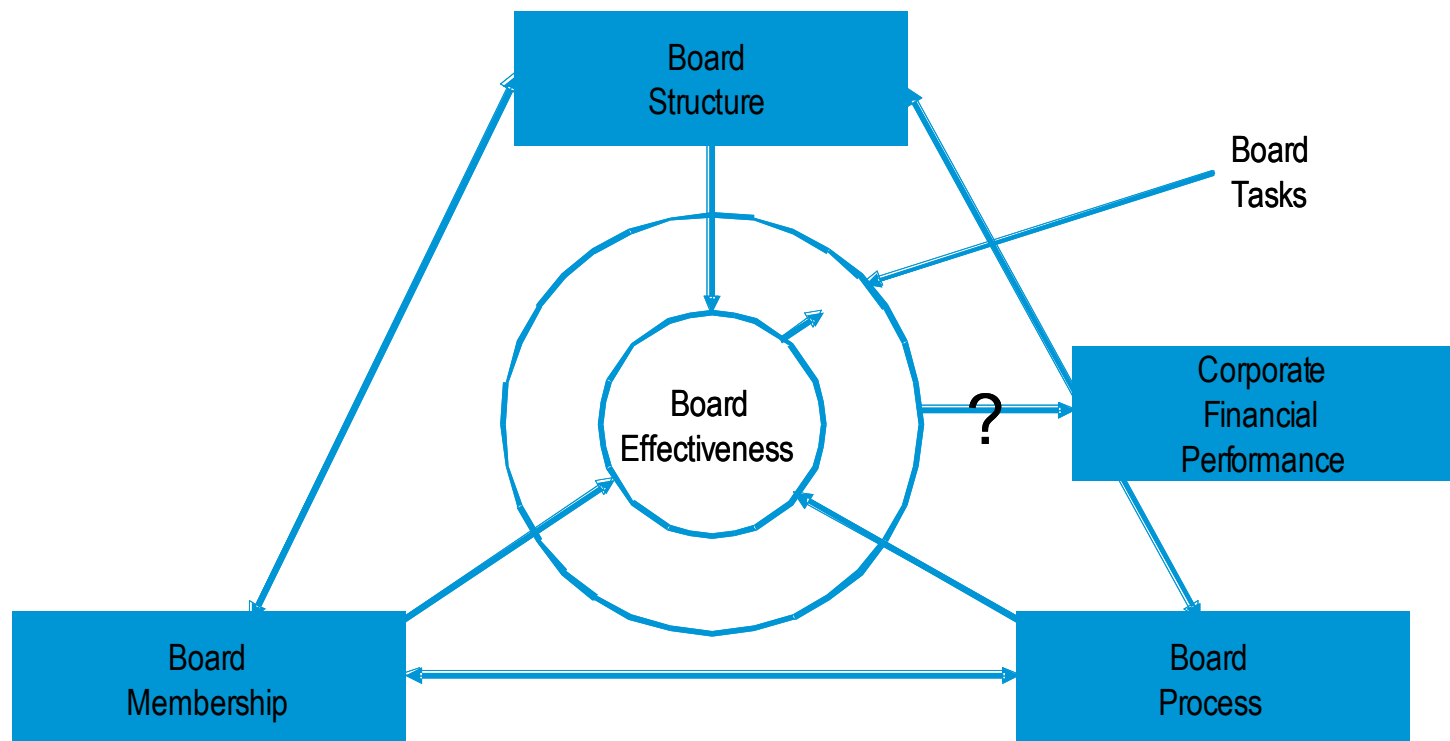 Board
Structure
Board
Tasks
Corporate
Financial
Performance
?
Board
Effectiveness
Board
Membership
Board
Process